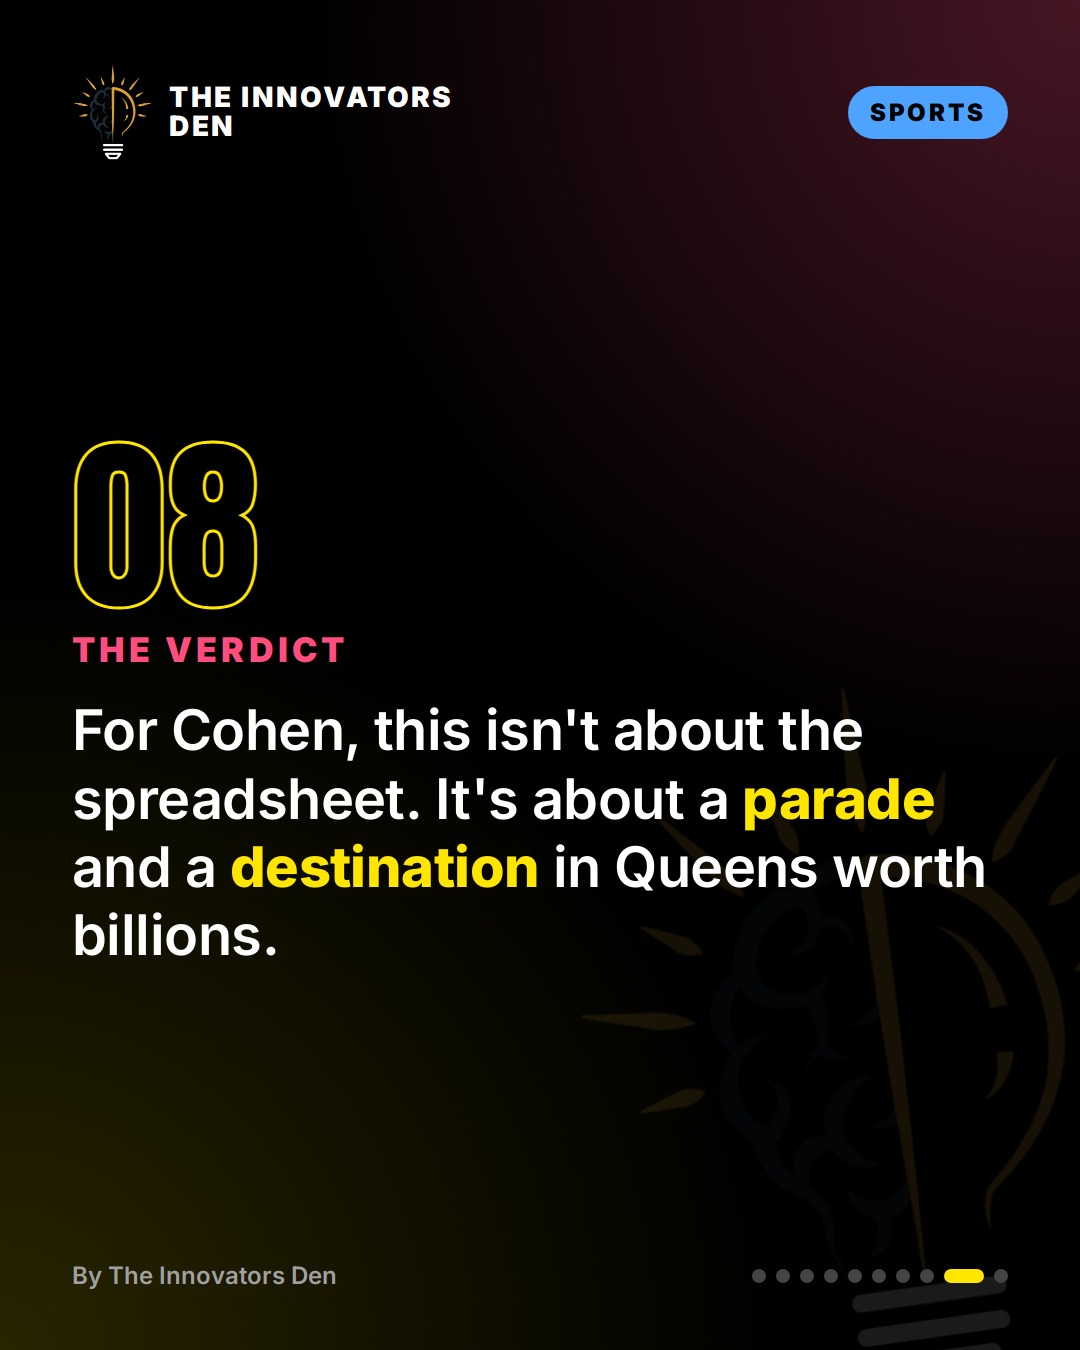 THE INNOVATORS
DEN
SPORTS
08
THE VERDICT
For Cohen, this isn't about the
spreadsheet. It's about a parade
and a destination in Queens worth
billions.
By The Innovators Den